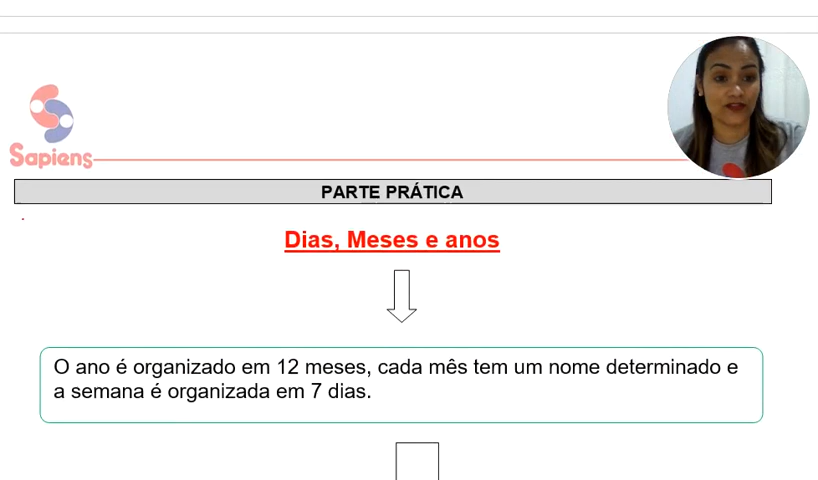 Sapiens
PARTE PRÁTICA
Dias, Meses e anos
O ano é organizado em 12 meses, cada mês tem um nome determinado e
a semana é organizada em 7 dias.